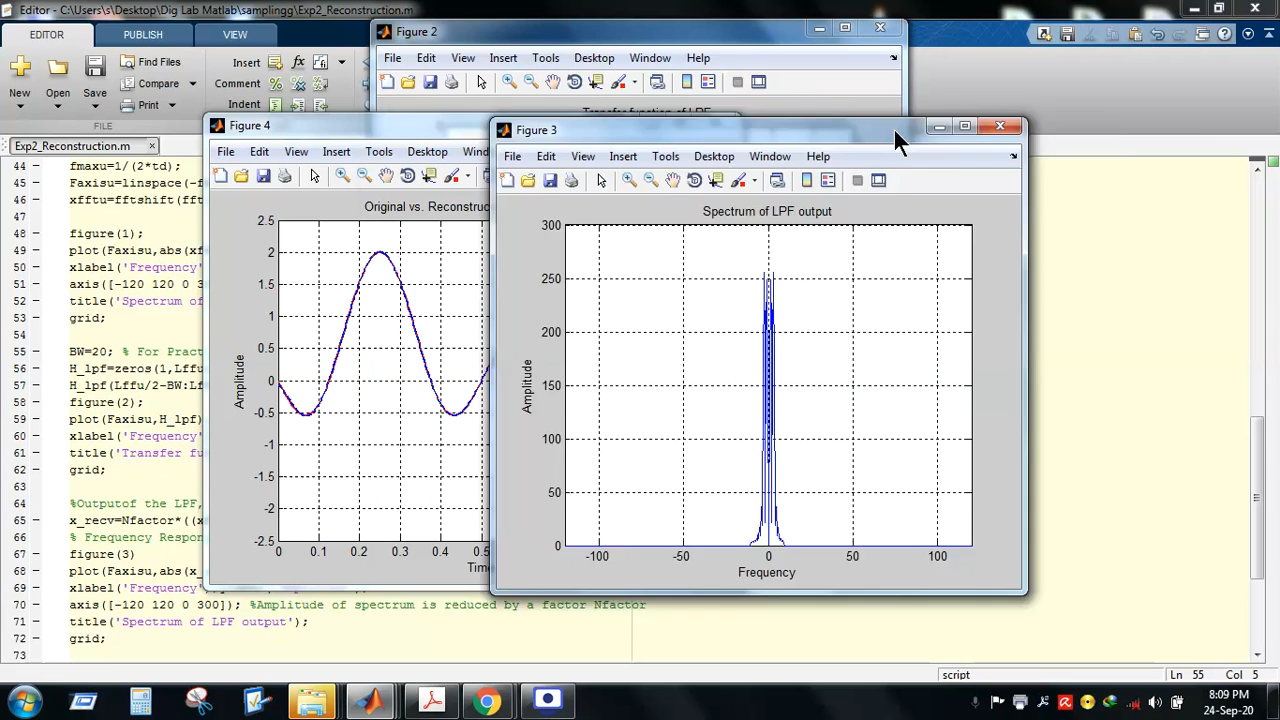 Editor - C:\Users\s\Desktop\Dig Lab Matlab\samplingg\Exp2_Reconstruction.m
EDITOR PUBLISH VIEW
New Open Save
Find Files
Compare
Print
Insert
Comment
Indent
FILE
Exp2_Reconstruction.m
Figure 2
File Edit View Insert Tools Desktop Window Help
Figure 4
File Edit View Insert Tools Desktop
Original vs. Reconstruc
2.5
2
1.5
1
0.5
0
-0.5
-1
-1.5
-2
-2.5
0 0.1 0.2 0.3 0.4
Amplitude
Time
Figure 3
File Edit View Insert Tools Desktop Window Help
Spectrum of LPF output
300
250
200
150
100
50
0
-100 -50 0 50 100
Amplitude
Frequency
44 fmaxu=1/(2*td);
45 Faxisu=linspace(-f
46 xfftu=fftshift(fft
48 figure(1);
49 plot(Faxisu,abs(xf
50 xlabel('Frequency'
51 axis([-120 120 0 3
52 title('Spectrum of
53 grid;
54
55 BW=20; % For Pract
56 H_lpf=zeros(1,Lffu
57 H_lpf(Lffu/2-BW:Lf
58 figure(2);
59 plot(Faxisu,H_lpf)
60 xlabel('Frequency'
61 title('Transfer fu
62 grid;
63
64 %Outputof the LPF,
65 x_recv=Nfactor*((x
66 % Frequency Respon
67 figure(3)
68 plot(Faxisu,abs(x_
69 xlabel('Frequency'
70 axis([-120 120 0 300]); %Amplitude of spectrum is reduced by a factor Nfactor
71 title('Spectrum of LPF output');
72 grid;
73
script
Ln 55 Col 5
8:09 PM
24-Sep-20